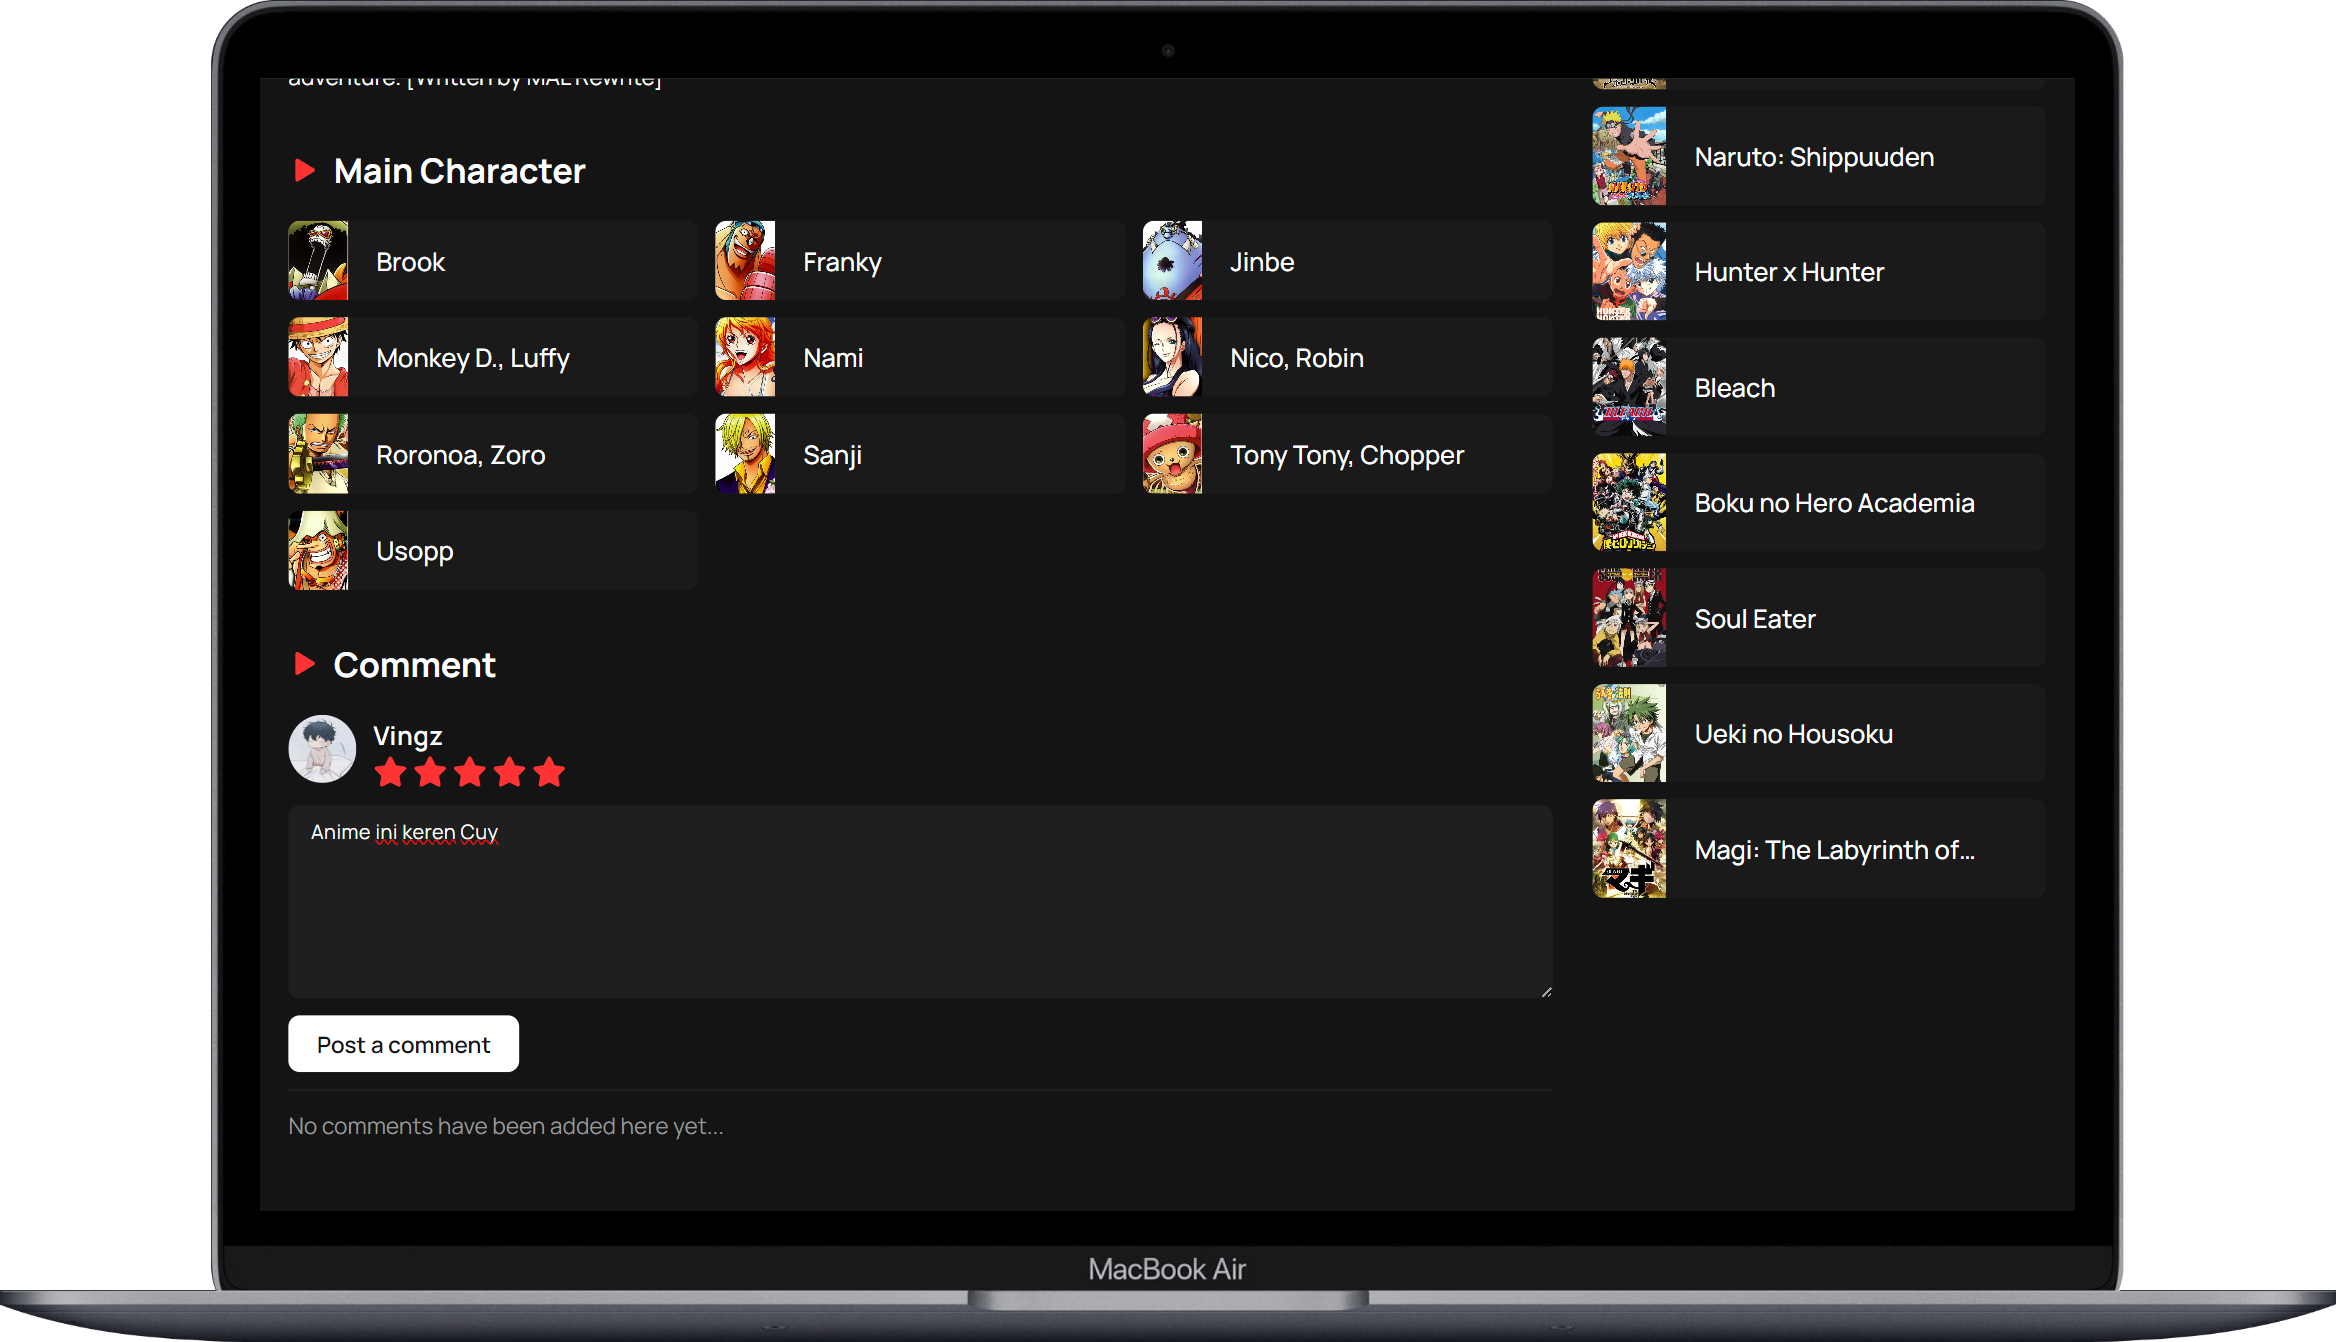 adventure. [Written by MAL Rewrite]
Main Character
Brook
Franky
Jinbe
Monkey D., Luffy
Nami
Nico, Robin
Roronoa, Zoro
Sanji
Tony Tony, Chopper
Usopp
Comment
Vingz
Anime ini keren Cuy
Post a comment
No comments have been added here yet...
Naruto: Shippuuden
Hunter x Hunter
Bleach
Boku no Hero Academia
Soul Eater
Ueki no Housoku
Magi: The Labyrinth of...
マギ
MacBook Air